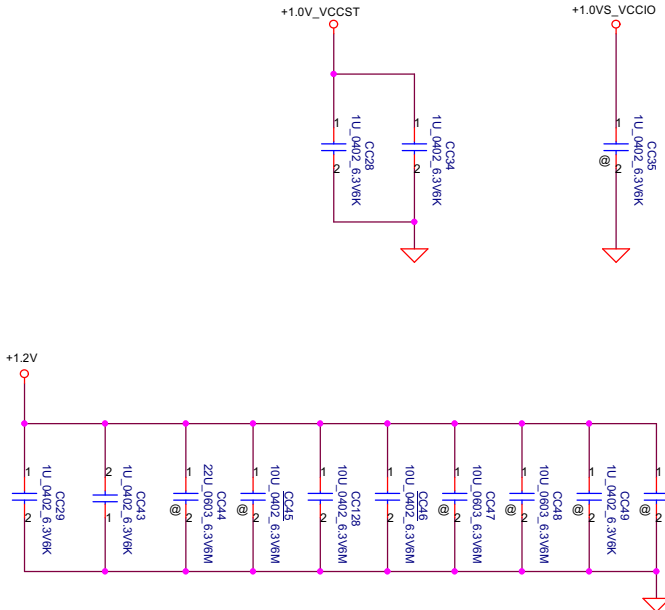 +1.0V_VCCST
+1.0VS_VCCIO
1
2
CC28
1U_0402_6.3V6K
1
2
CC34
1U_0402_6.3V6K
1
@
2
CC35
1U_0402_6.3V6K
+1.2V
1
2
CC29
1U_0402_6.3V6K
2
1
CC43
1U_0402_6.3V6K
1
@
2
CC44
22U_0603_6.3V6M
1
@
2
CC45
10U_0402_6.3V6M
1
2
CC128
10U_0402_6.3V6M
1
2
CC46
10U_0402_6.3V6M
1
@
2
CC47
10U_0603_6.3V6M
1
@
2
CC48
10U_0603_6.3V6M
1
@
2
CC49
1U_0402_6.3V6K
1
@
2